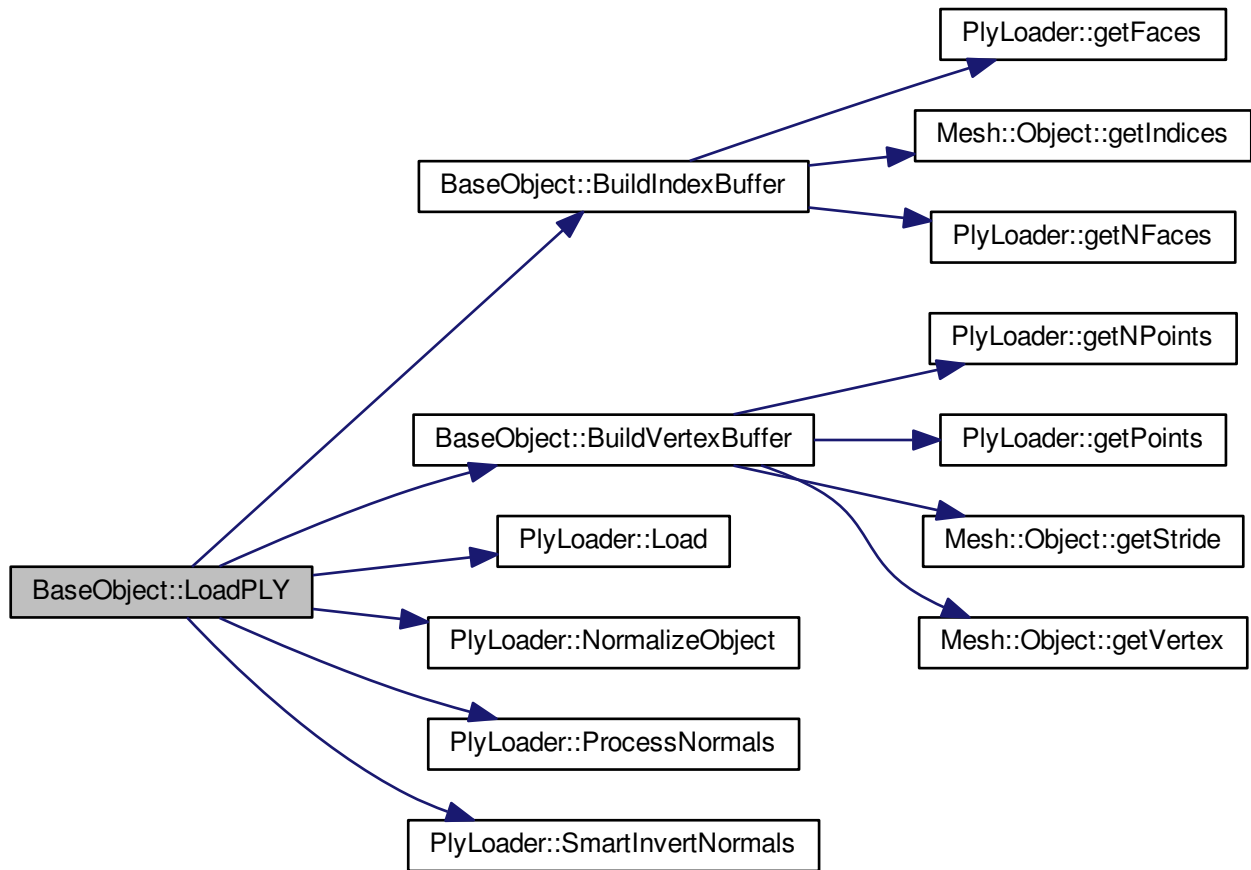 PlyLoader::getFaces
Mesh::Object::getIndices
BaseObject::BuildIndexBuffer
PlyLoader::getNFaces
PlyLoader::getNPoints
BaseObject::BuildVertexBuffer
PlyLoader::getPoints
PlyLoader::Load
Mesh::Object::getStride
BaseObject::LoadPLY
PlyLoader::NormalizeObject
Mesh::Object::getVertex
PlyLoader::ProcessNormals
PlyLoader::SmartInvertNormals